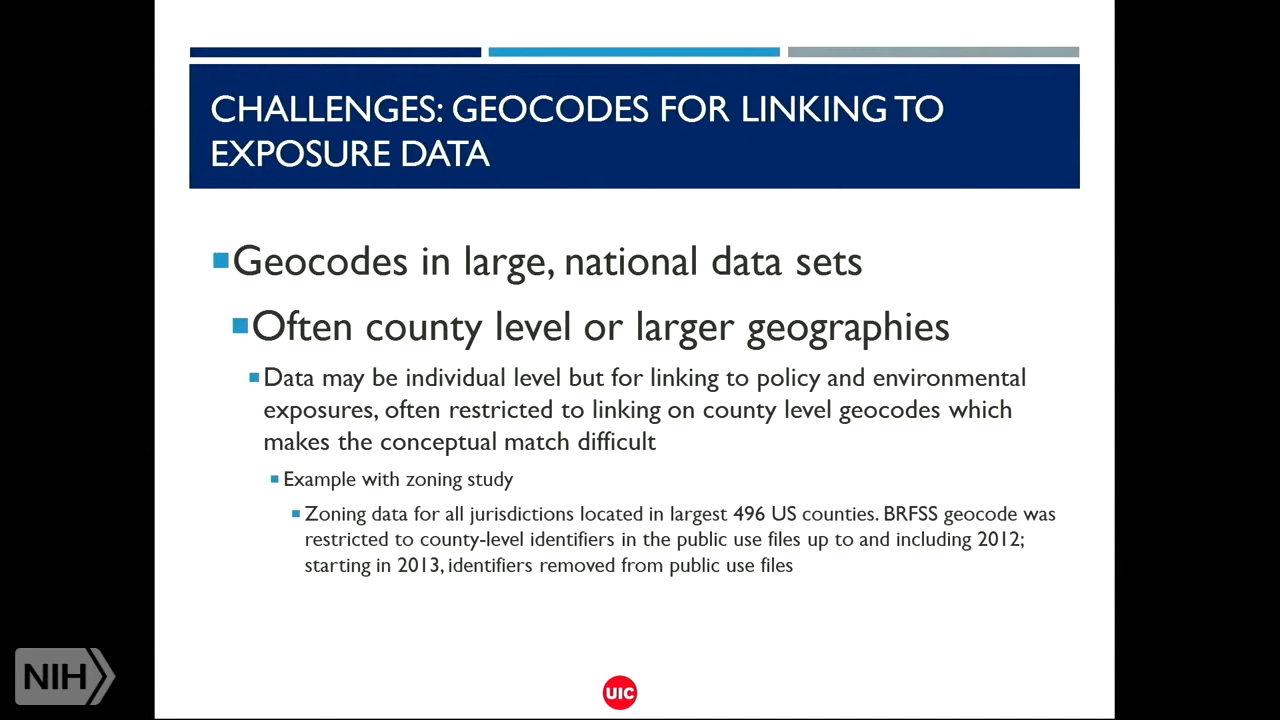 CHALLENGES: GEOCODES FOR LINKING TO
EXPOSURE DATA
Geocodes in large, national data sets
Often county level or larger geographies
Data may be individual level but for linking to policy and environmental
exposures, often restricted to linking on county level geocodes which
makes the conceptual match difficult
Example with zoning study
Zoning data for all jurisdictions located in largest 496 US counties. BRFSS geocode was
restricted to county-level identifiers in the public use files up to and including 2012;
starting in 2013, identifiers removed from public use files
NIH
UIC